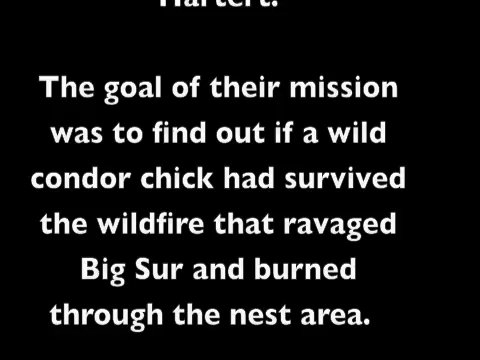 The goal of their mission
was to find out if a wild
condor chick had survived
the wildfire that ravaged
Big Sur and burned
through the nest area.